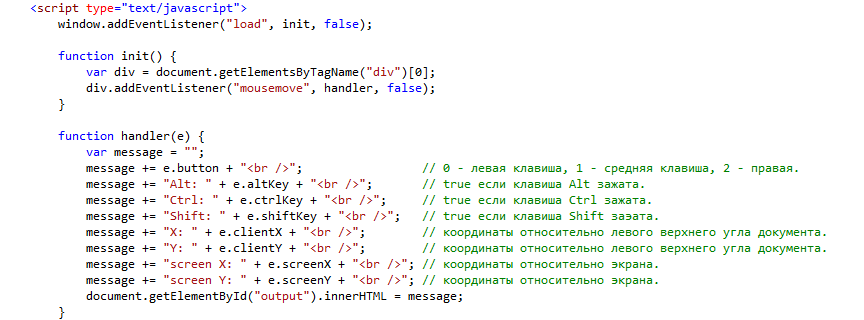 <script type="text/javascript">
window.addEventListener("load", init, false);
function init() {
var div = document.getElementsByTagName("div")[0];
div.addEventListener("mousemove", handler, false);
}
function handler(e) {
var message = "";
message += e.button + "<br />"; // 0 - левая клавиша, 1 - средняя клавиша, 2 - правая.
message += "Alt: " + e.altKey + "<br />"; // true если клавиша Alt зажата.
message += "Ctrl: " + e.ctrlKey + "<br />"; // true если клавиша Ctrl зажата.
message += "Shift: " + e.shiftKey + "<br />"; // true если клавиша Shift заэата.
message += "X: " + e.clientX + "<br />"; // координаты относительно левого верхнего угла документа.
message += "Y: " + e.clientY + "<br />"; // координаты относительно левого верхнего угла документа.
message += "screen X: " + e.screenX + "<br />"; // координаты относительно экрана.
message += "screen Y: " + e.screenY + "<br />"; // координаты относительно экрана.
document.getElementById("output").innerHTML = message;
}